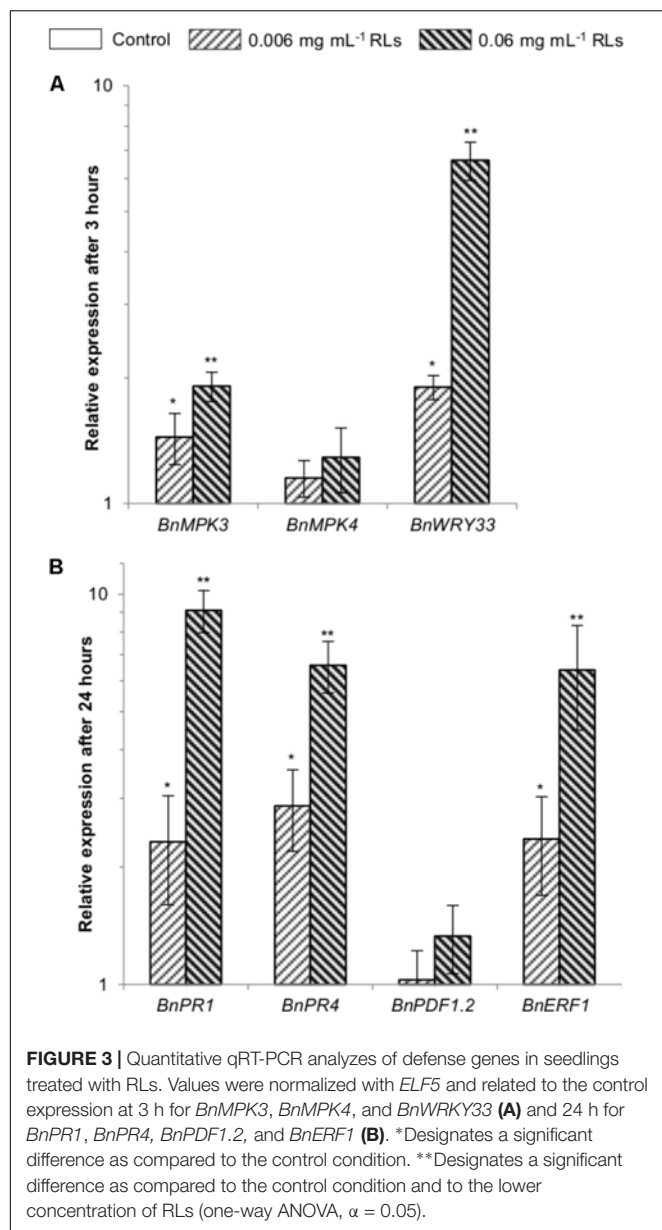 Control 0.006 mg mL⁻¹ RLs 0.06 mg mL⁻¹ RLs
A
10
**
Relative expression after 3 hours
**
*
*
1
BnMPK3 BnMPK4 BnWRY33
B
10
**
**
**
Relative expression after 24 hours
*
*
*
1
BnPR1 BnPR4 BnPDF1.2 BnERF1
FIGURE 3 | Quantitative qRT-PCR analyzes of defense genes in seedlings
treated with RLs. Values were normalized with ELF5 and related to the control
expression at 3 h for BnMPK3, BnMPK4, and BnWRKY33 (A) and 24 h for
BnPR1, BnPR4, BnPDF1.2, and BnERF1 (B). *Designates a significant
difference as compared to the control condition. **Designates a significant
difference as compared to the control condition and to the lower
concentration of RLs (one-way ANOVA, α = 0.05).